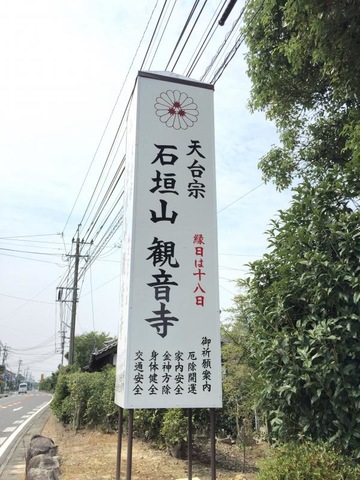 天台宗
石垣山 観音寺
縁日は十八日
御祈願案内
厄除開運
家内安全
金神方除
身体健全
交通安全